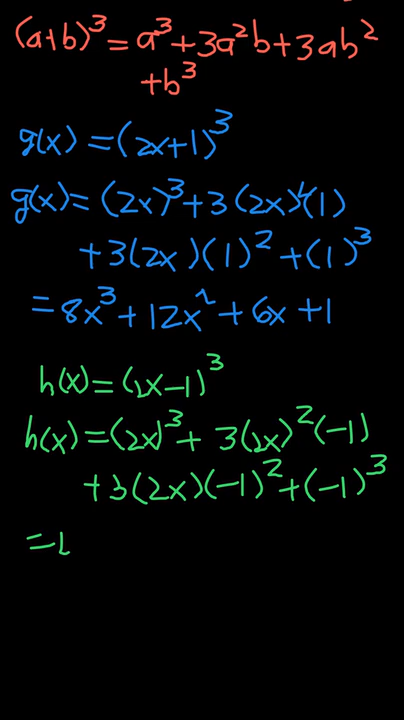 (a+b)³ = a³+3a²b+3ab²
+b³
g(x) = (2x+1)³
g(x) = (2x)³+3(2x)²(1)
+3(2x)(1)²+(1)³
= 8x³+12x²+6x+1
h(x) = (2x-1)³
h(x) = (2x)³+3(2x)²(-1)
+3(2x)(-1)²+(-1)³
=